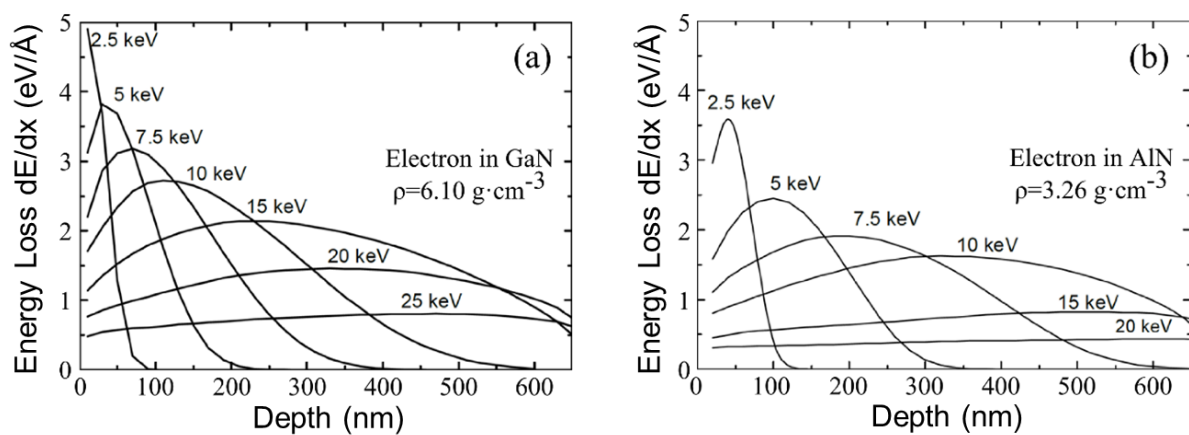 Energy Loss dE/dx (eV/Å)
5
4
3
2
1
0
(a)
2.5 keV
5 keV
7.5 keV
10 keV
15 keV
20 keV
25 keV
Electron in GaN
ρ=6.10 g·cm-3
0 100 200 300 400 500 600
Depth (nm)
Energy Loss dE/dx (eV/Å)
5
4
3
2
1
0
(b)
2.5 keV
5 keV
7.5 keV
10 keV
15 keV
20 keV
Electron in AlN
ρ=3.26 g·cm-3
0 100 200 300 400 500 600
Depth (nm)